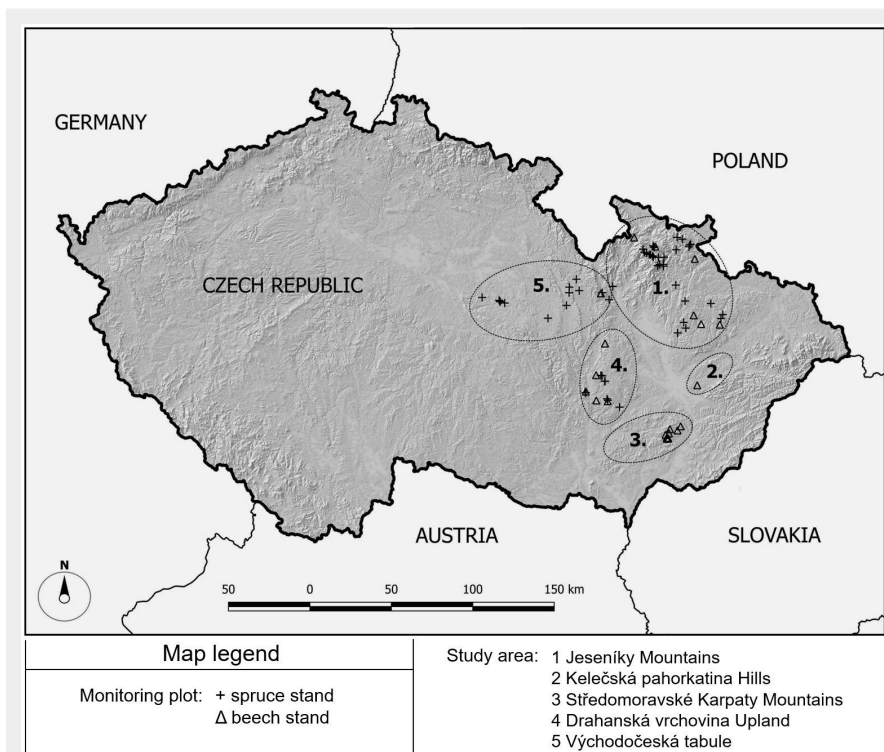 GERMANY
POLAND
CZECH REPUBLIC
5.
1.
4.
2.
3.
AUSTRIA
SLOVAKIA
N
50 0 50 100 150 km
Map legend
Monitoring plot: + spruce stand
Δ beech stand
Study area: 1 Jeseníky Mountains
2 Kelečská pahorkatina Hills
3 Středomoravské Karpaty Mountains
4 Drahanská vrchovina Upland
5 Východočeská tabule